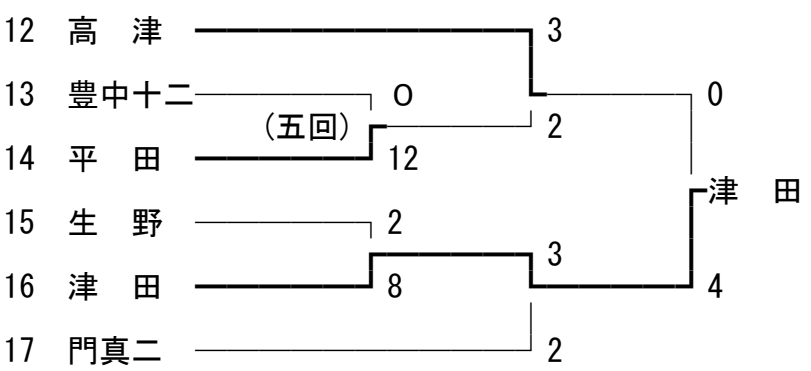 12 高 津 3
13 豊中十二 0 0
(五回) 2
14 平 田 12
津 田
15 生 野 2
3
16 津 田 8 4
17 門真二 2